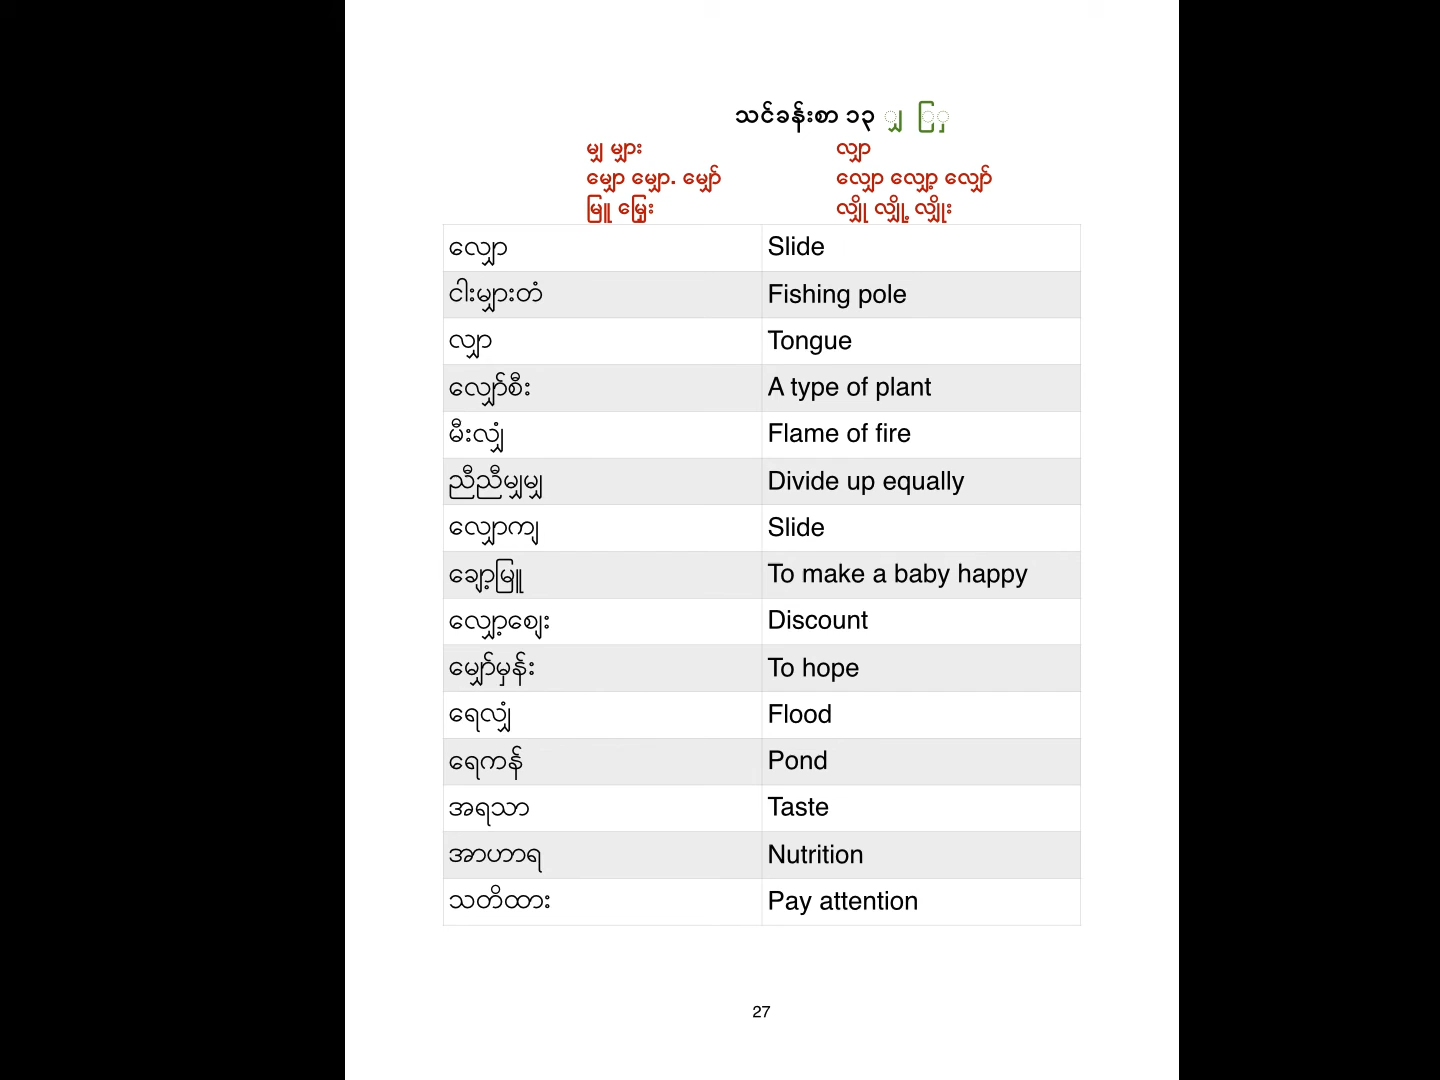 သင်ခန်းစာ ၁၃ ျှ ြှ
မျှ မျှား လျှာ
မျှော မျှော. မျှော် လျှော လျှော့ လျှော်
မြှူ မြှေး လျှို လျှို့ လျှိုး
လျှော Slide
ငါးမျှားတံ Fishing pole
လျှာ Tongue
လျှော်စီး A type of plant
မီးလျှံ Flame of fire
ညီညီမျှမျှ Divide up equally
လျှောကျ Slide
ချော့မြှူ To make a baby happy
လျှော့ဈေး Discount
မျှော်မှန်း To hope
ရေလျှံ Flood
ရေကန် Pond
အရသာ Taste
အာဟာရ Nutrition
သတိထား Pay attention
27